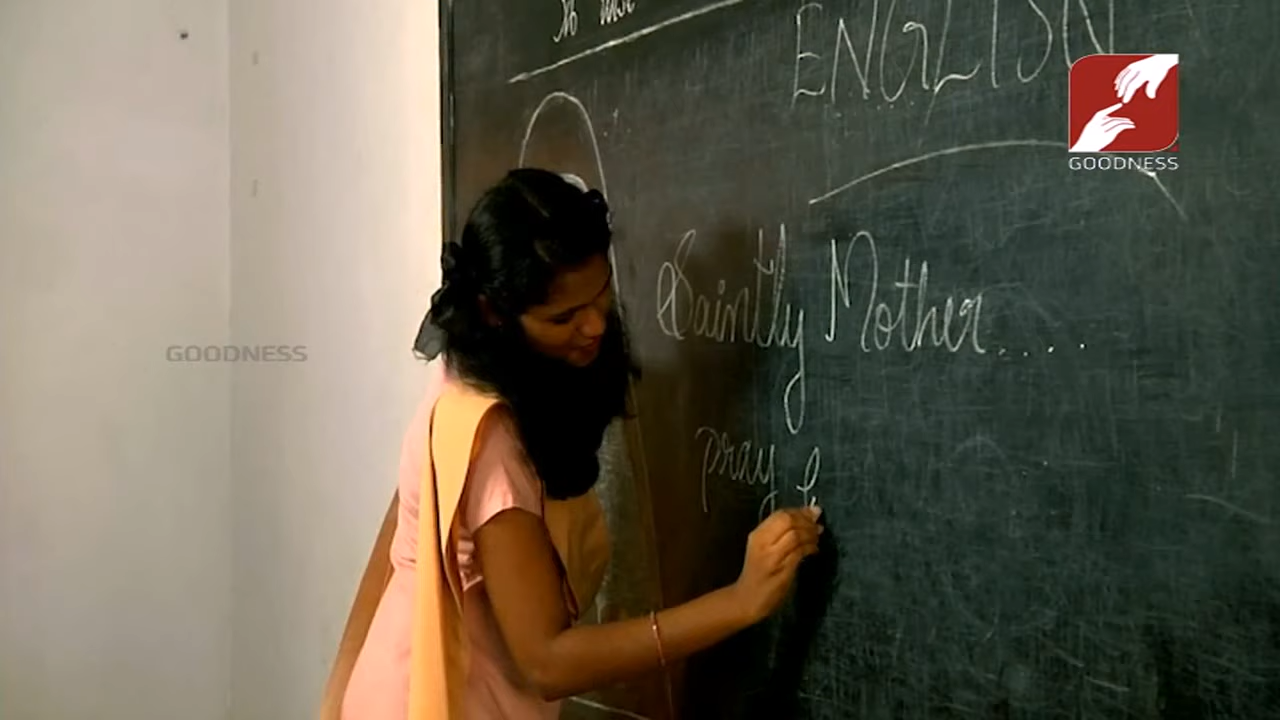 ENGLISH
GOODNESS
Saintly Mother.....
GOODNESS
pray f